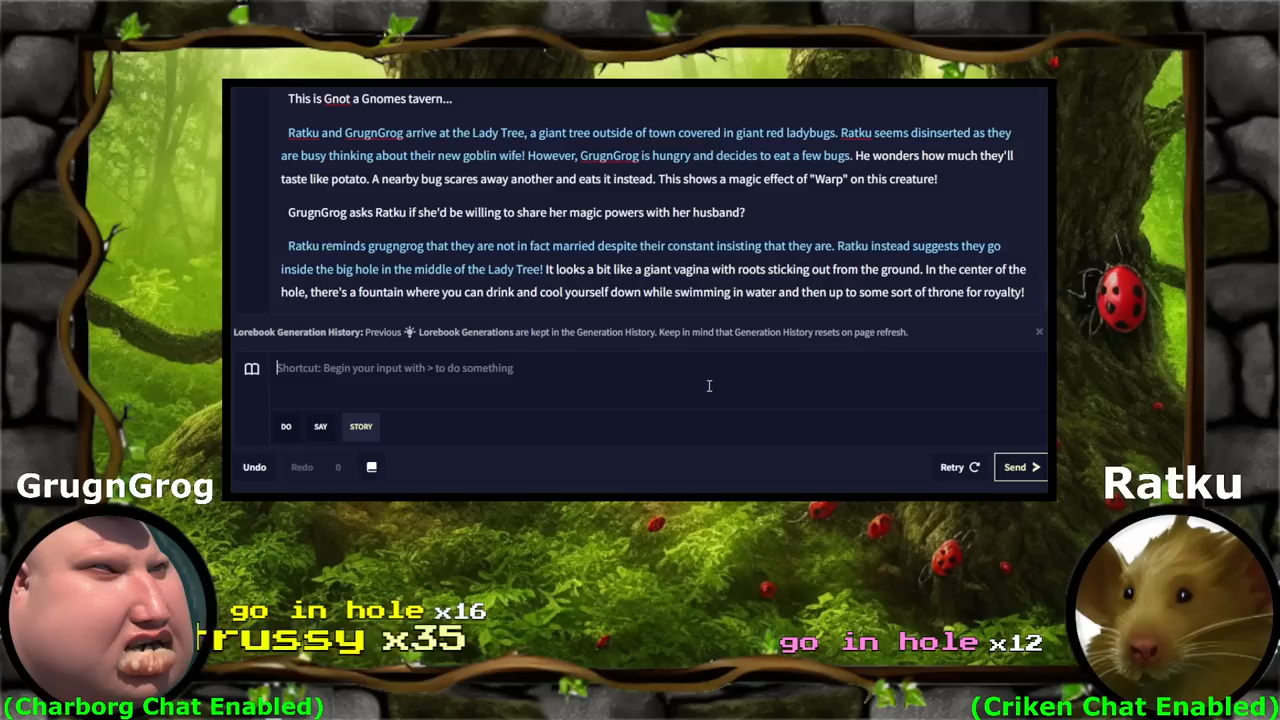 This is Gnot a Gnomes tavern...
Ratku and GrugnGrog arrive at the Lady Tree, a giant tree outside of town covered in giant red ladybugs. Ratku seems disinserted as they
are busy thinking about their new goblin wife! However, GrugnGrog is hungry and decides to eat a few bugs. He wonders how much they'll
taste like potato. A nearby bug scares away another and eats it instead. This shows a magic effect of "Warp" on this creature!
GrugnGrog asks Ratku if she'd be willing to share her magic powers with her husband?
Ratku reminds grugngrog that they are not in fact married despite their constant insisting that they are. Ratku instead suggests they go
inside the big hole in the middle of the Lady Tree! It looks a bit like a giant vagina with roots sticking out from the ground. In the center of the
hole, there's a fountain where you can drink and cool yourself down while swimming in water and then up to some sort of throne for royalty!
Lorebook Generation History: Previous Lorebook Generations are kept in the Generation History. Keep in mind that Generation History resets on page refresh.
Shortcut: Begin your input with > to do something
DO SAY STORY
Undo Redo 0 Retry Send
GrugnGrog
Ratku
go in hole x16
trussy x35
go in hole x12
(Charborg Chat Enabled)
(Criken Chat Enabled)